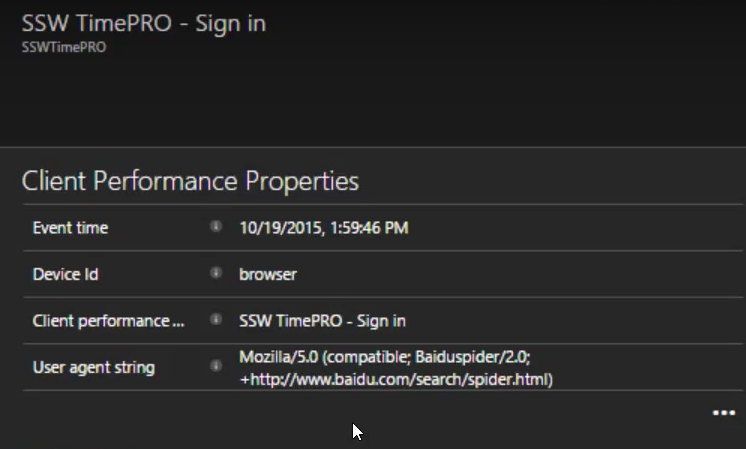 SSW TimePRO - Sign in
SSWTimePRO
Client Performance Properties
Event time 10/19/2015, 1:59:46 PM
Device Id browser
Client performance ... SSW TimePRO - Sign in
User agent string Mozilla/5.0 (compatible; Baiduspider/2.0;
+http://www.baidu.com/search/spider.html)